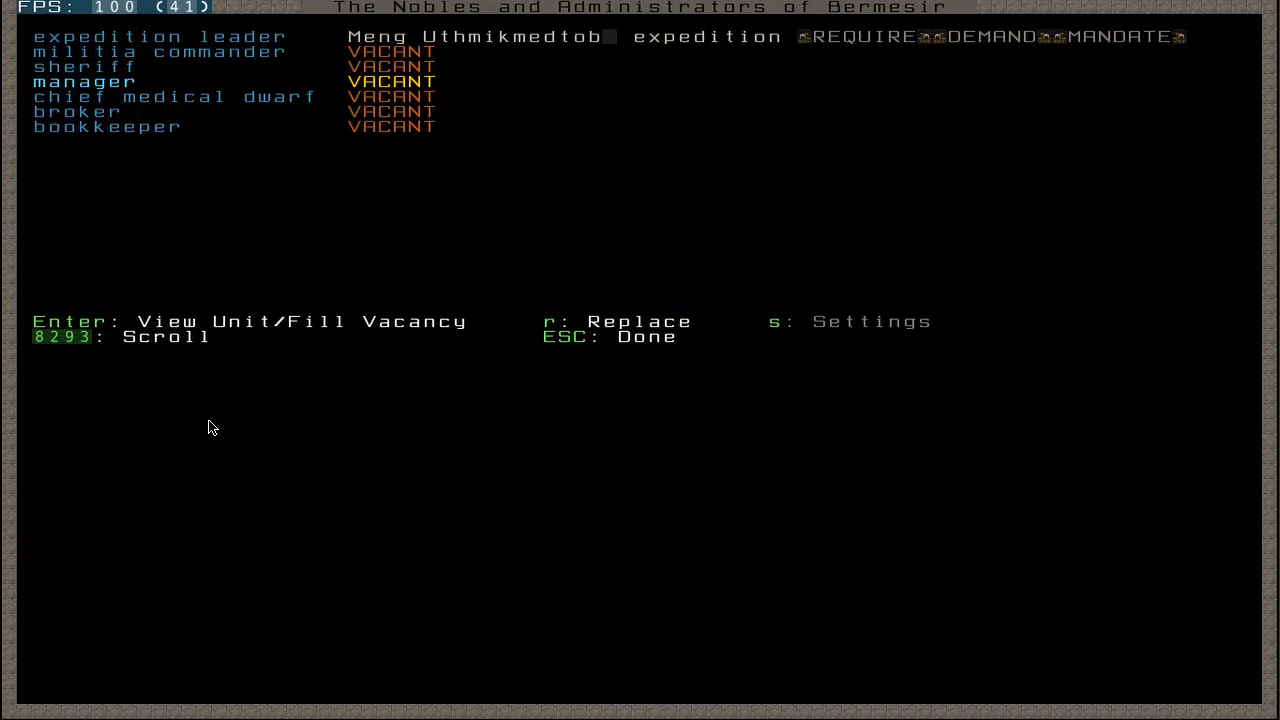 FPS: 100 (41) The Nobles and Administrators of Bermesir
expedition leader Meng Uthmikmedtob expedition REQUIRE DEMAND MANDATE
militia commander VACANT
sheriff VACANT
manager VACANT
chief medical dwarf VACANT
broker VACANT
bookkeeper VACANT
Enter: View Unit/Fill Vacancy r: Replace s: Settings
8293: Scroll ESC: Done